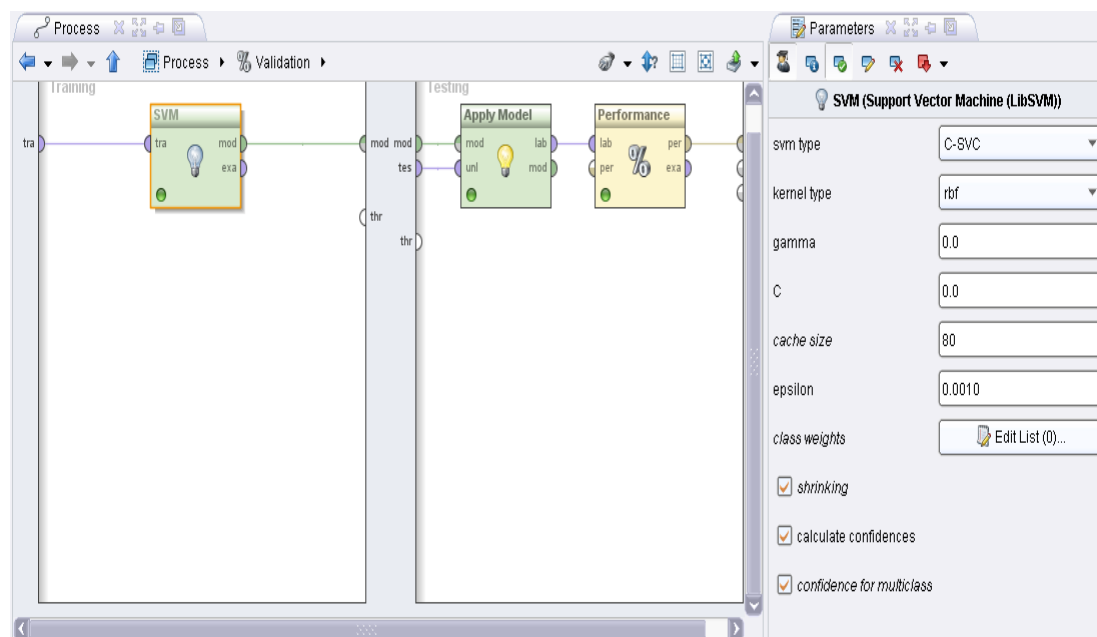 Process
Process Validation
Training
SVM
tra
tra
mod
exa
mod
thr
Testing
mod
tes
thr
Apply Model
mod
unl
lab
mod
Performance
lab
per
per
exa
Parameters
SVM (Support Vector Machine (LibSVM))
svm type C-SVC
kernel type rbf
gamma 0.0
C 0.0
cache size 80
epsilon 0.0010
class weights Edit List (0)...
shrinking
calculate confidences
confidence for multiclass